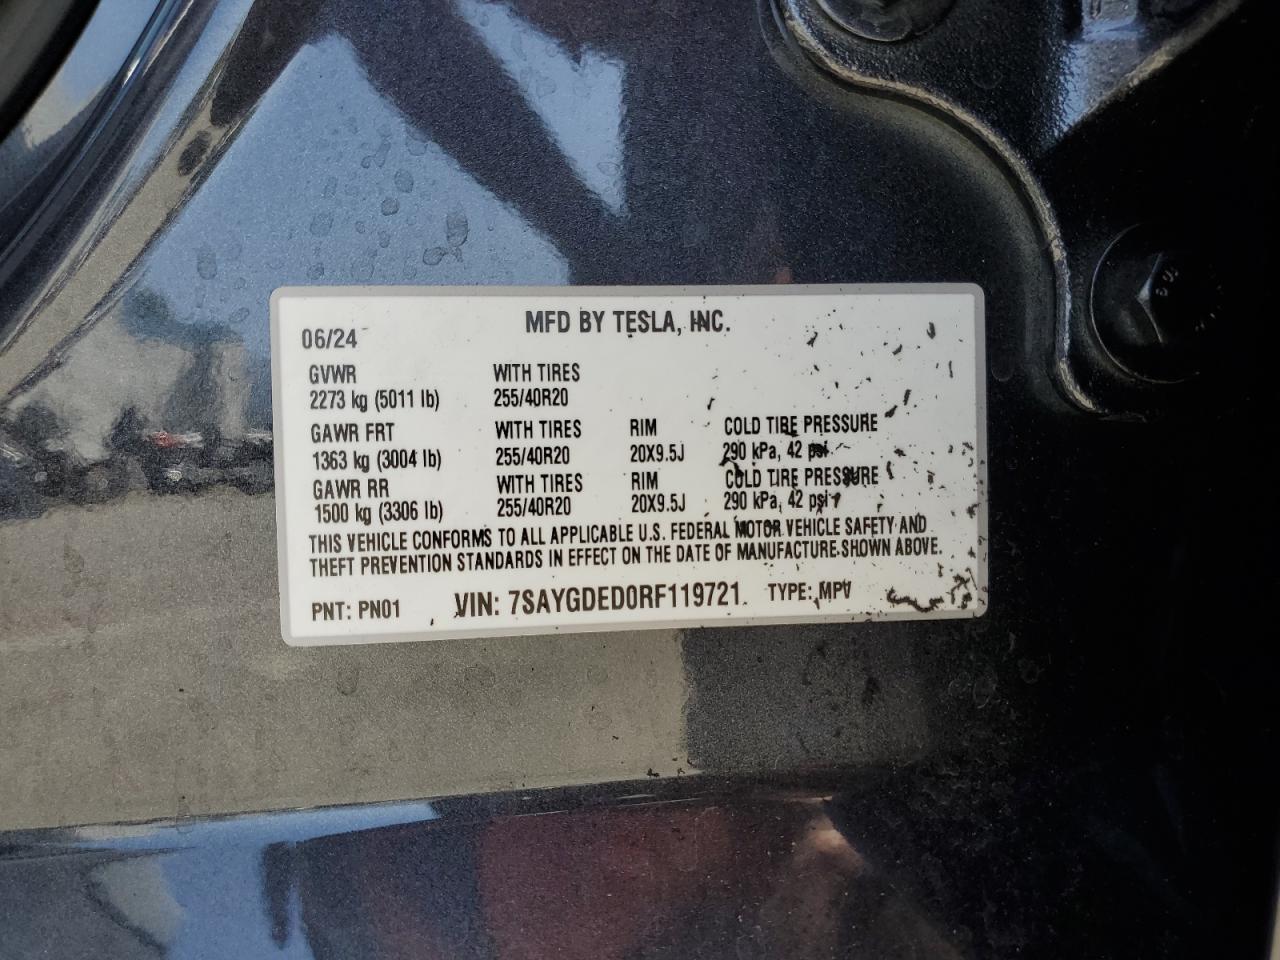 MFD BY TESLA, INC.
06/24
GVWR WITH TIRES
2273 kg (5011 lb) 255/40R20
GAWR FRT WITH TIRES RIM COLD TIRE PRESSURE
1363 kg (3004 lb) 255/40R20 20X9.5J 290 kPa, 42 psi
GAWR RR WITH TIRES RIM COLD TIRE PRESSURE
1500 kg (3306 lb) 255/40R20 20X9.5J 290 kPa, 42 psi
THIS VEHICLE CONFORMS TO ALL APPLICABLE U.S. FEDERAL MOTOR VEHICLE SAFETY AND
THEFT PREVENTION STANDARDS IN EFFECT ON THE DATE OF MANUFACTURE SHOWN ABOVE.
PNT: PN01 VIN: 7SAYGDED0RF119721 TYPE: MPV